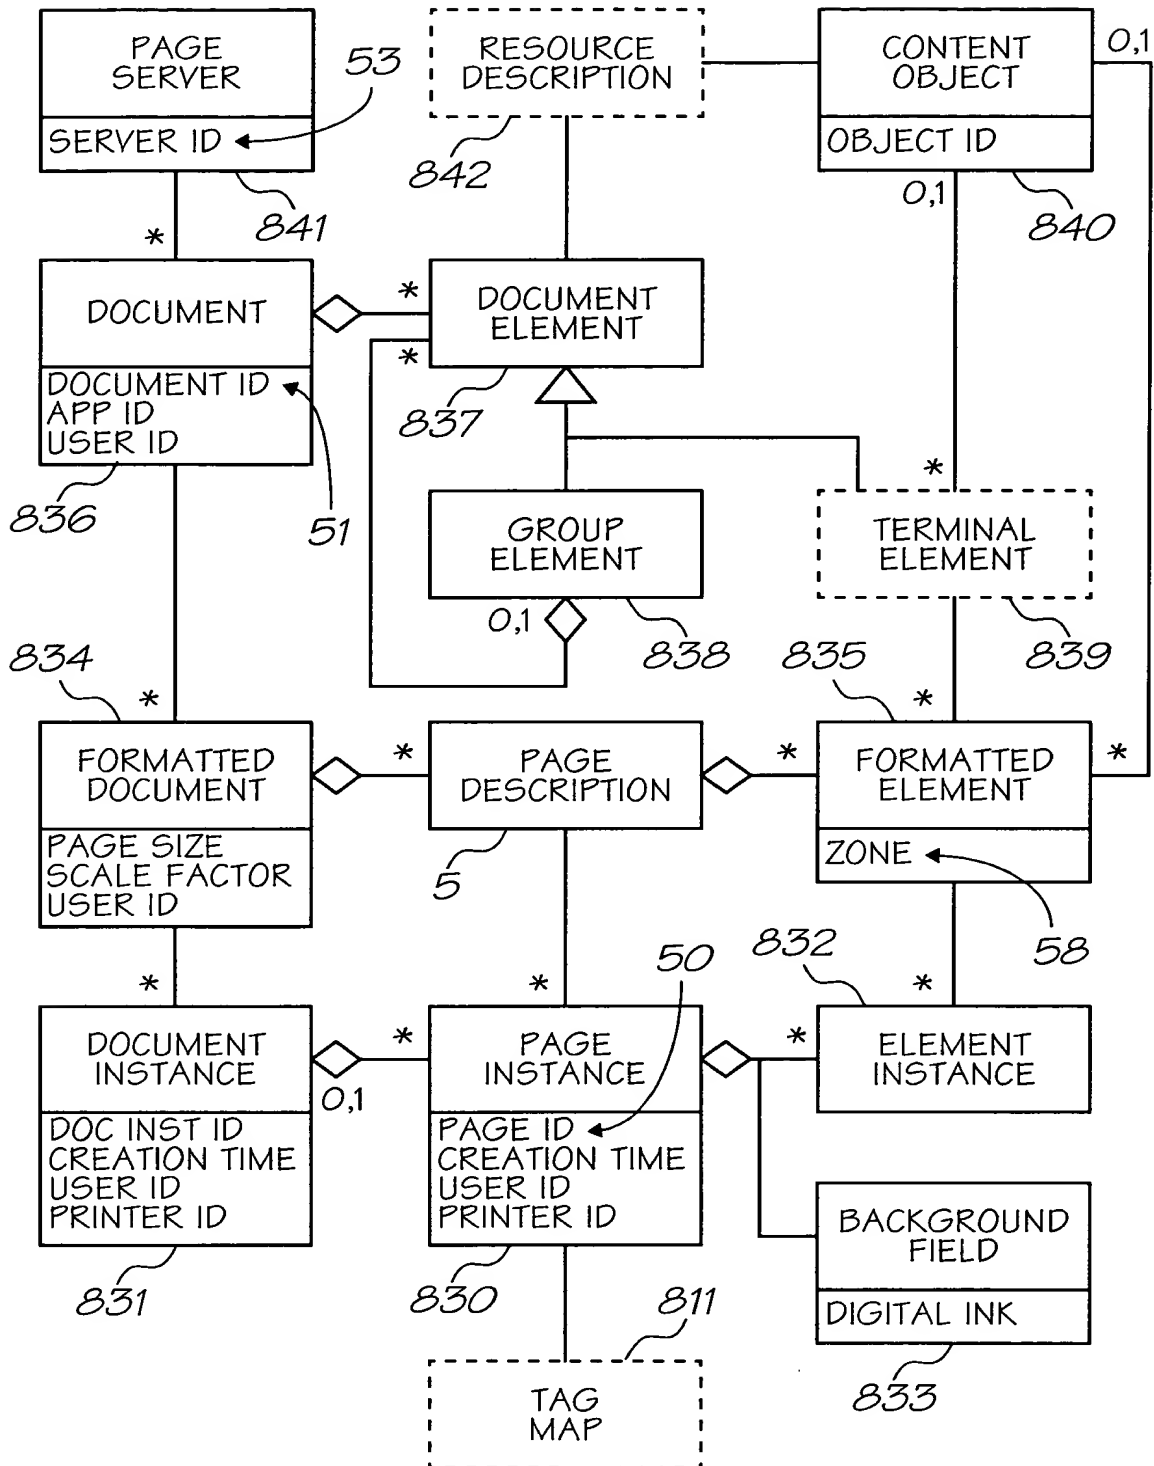 PAGE
SERVER
SERVER ID
53
841
*
RESOURCE
DESCRIPTION
842
CONTENT
OBJECT
OBJECT ID
0,1
0,1
840
DOCUMENT
DOCUMENT ID
APP ID
USER ID
836
51
*
*
DOCUMENT
ELEMENT
837
GROUP
ELEMENT
0,1
838
*
TERMINAL
ELEMENT
839
834
*
FORMATTED
DOCUMENT
PAGE SIZE
SCALE FACTOR
USER ID
*
PAGE
DESCRIPTION
5
835
*
*
*
FORMATTED
ELEMENT
ZONE
58
*
DOCUMENT
INSTANCE
DOC INST ID
CREATION TIME
USER ID
PRINTER ID
831
0,1
*
*
50
PAGE
INSTANCE
PAGE ID
CREATION TIME
USER ID
PRINTER ID
830
832
*
*
ELEMENT
INSTANCE
BACKGROUND
FIELD
DIGITAL INK
833
811
TAG
MAP